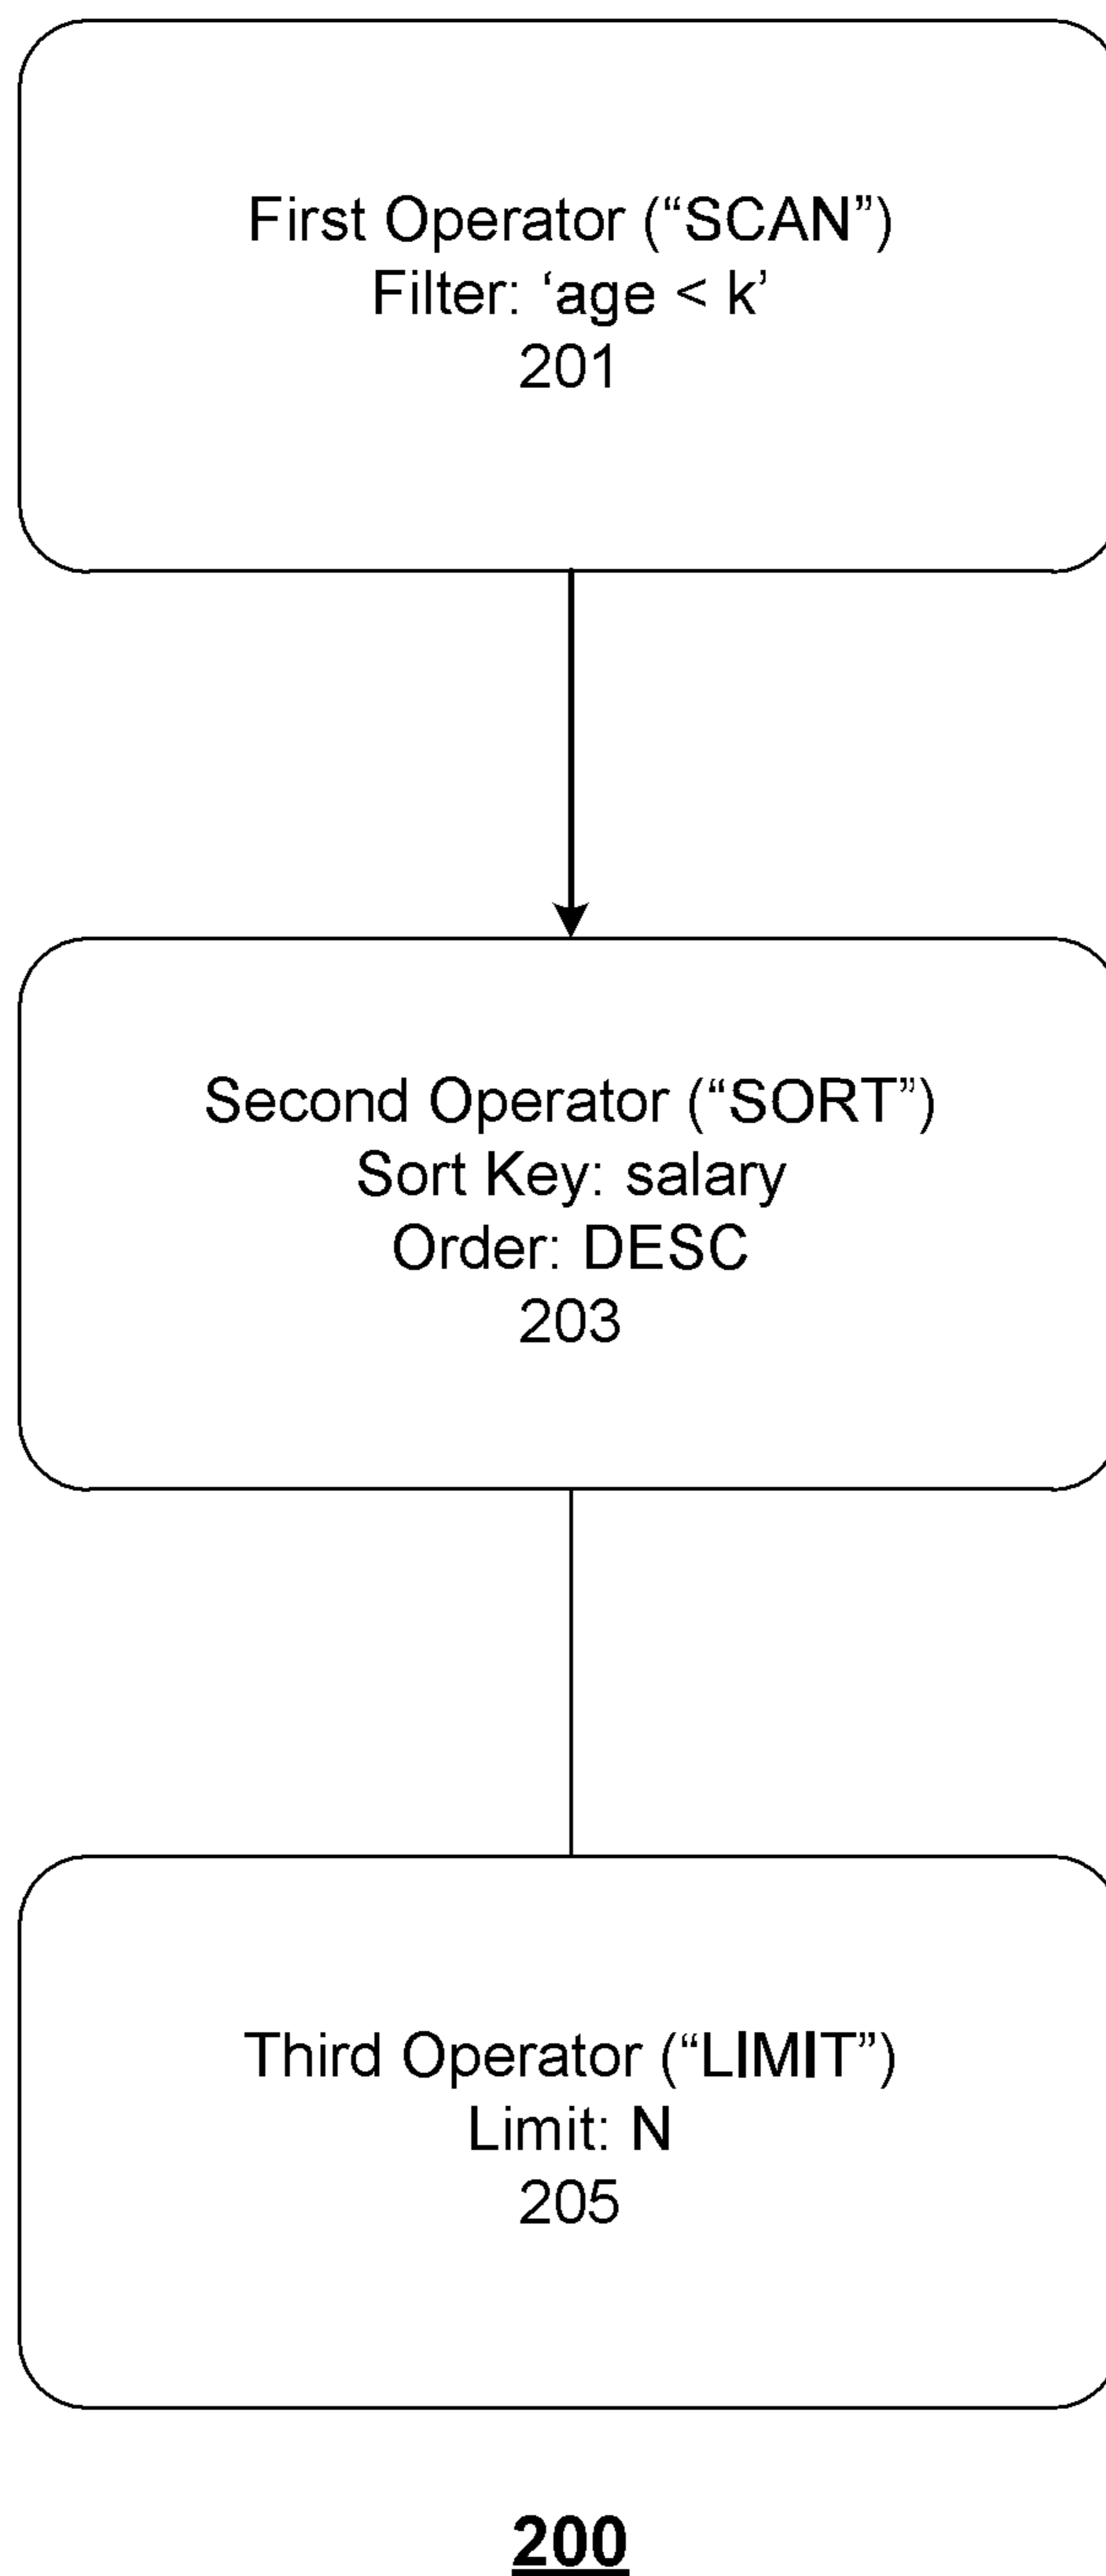 First Operator (“SCAN”)
Filter: ‘age < k’
201
Second Operator (“SORT”)
Sort Key: salary
Order: DESC
203
Third Operator (“LIMIT”)
Limit: N
205
200